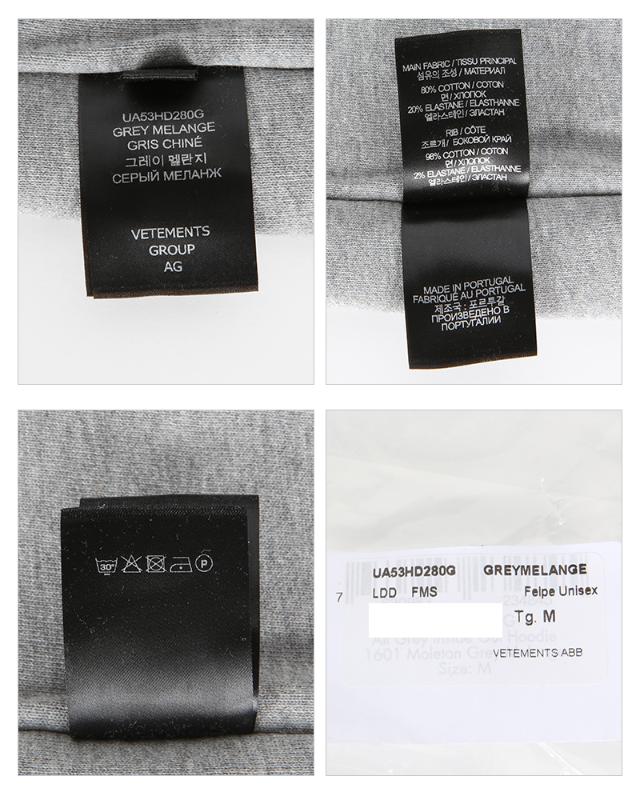 UA53HD280G
GREY MELANGE
GRIS CHINÉ
그레이 멜란지
СЕРЫЙ МЕЛАНЖ
VETEMENTS
GROUP
AG
MAIN FABRIC / TISSU PRINCIPAL
섬유의 조성 / МАТЕРИАЛ
80% COTTON / COTON
면 / ХЛОПОК
20% ELASTANE / ELASTHANNE
엘라스테인 / ЭЛАСТАН
RIB / CÔTE
조르개 / БОКОВОЙ КРАЙ
98% COTTON / COTON
면 / ХЛОПОК
2% ELASTANE / ELASTHANNE
엘라스테인 / ЭЛАСТАН
MADE IN PORTUGAL
FABRIQUÉ AU PORTUGAL
제조국 : 포르투갈
ПРОИЗВЕДЕНО В
ПОРТУГАЛИИ
30°
P
UA53HD280G GREYMELANGE
7 LDD FMS Felpe Unisex
Tg. M
Hoodie
1601 Moleton Grey
VETEMENTS ABB
Size: M